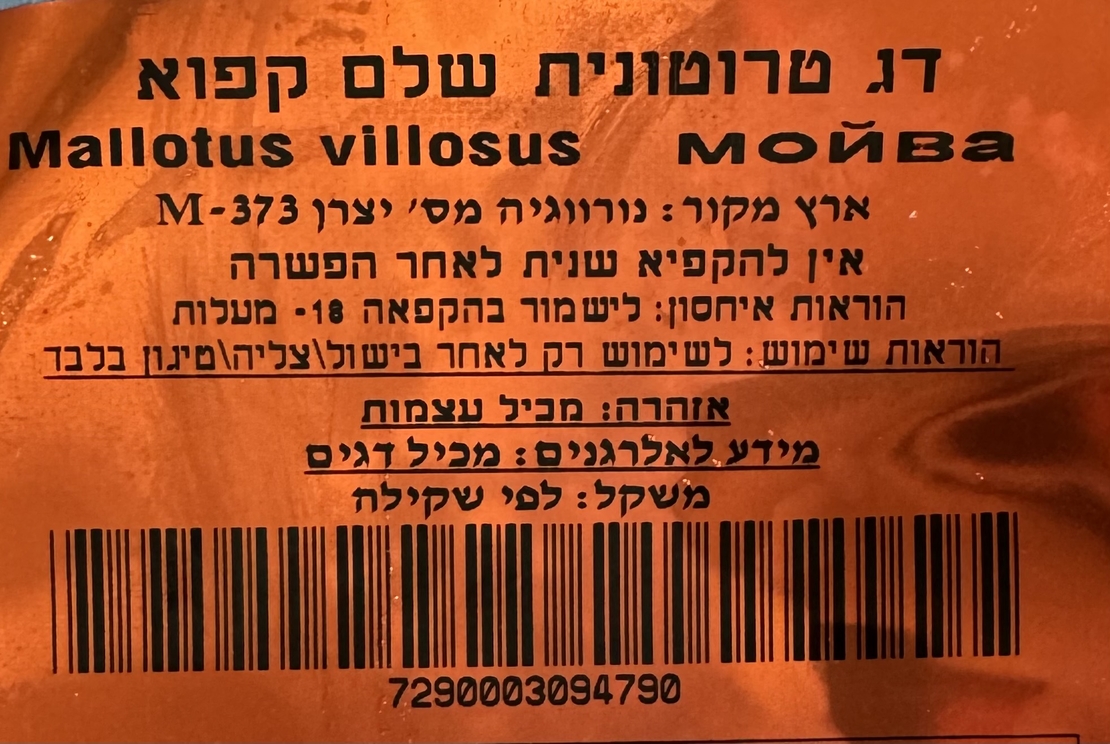 דג טרוטונית שלם קפוא
Mallotus villosus мойва
ארץ מקור: נורווגיה מס׳ יצרן M-373
אין להקפיא שנית לאחר הפשרה
הוראות איחסון: לישמור בהקפאה 18- מעלות
הוראות שימוש: לשימוש רק לאחר בישול\צליה\טיגון בלבד
אזהרה: מכיל עצמות
מידע לאלרגנים: מכיל דגים
משקל: לפי שקילה
7290003094790